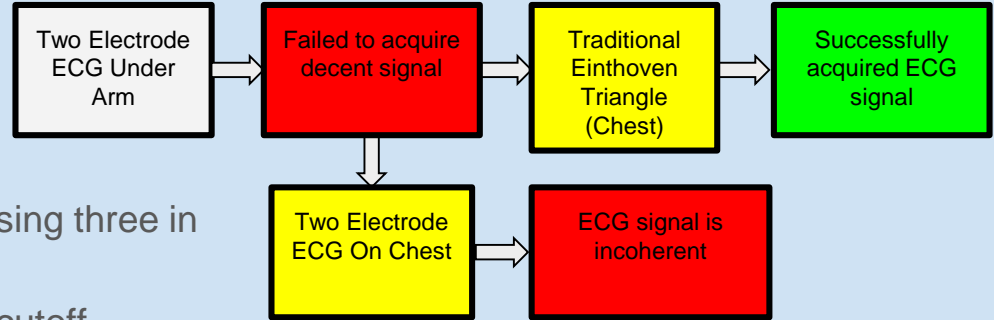 Two Electrode
ECG Under
Arm
Failed to acquire
decent signal
Traditional
Einthoven
Triangle
(Chest)
Successfully
acquired ECG
signal
sing three in
Two Electrode
ECG On Chest
ECG signal is
incoherent
cutoff